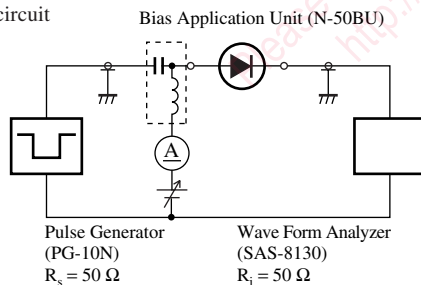 circuit
Bias Application Unit (N-50BU)
A
Pulse Generator
(PG-10N)
Rs = 50 Ω
Wave Form Analyzer
(SAS-8130)
Ri = 50 Ω